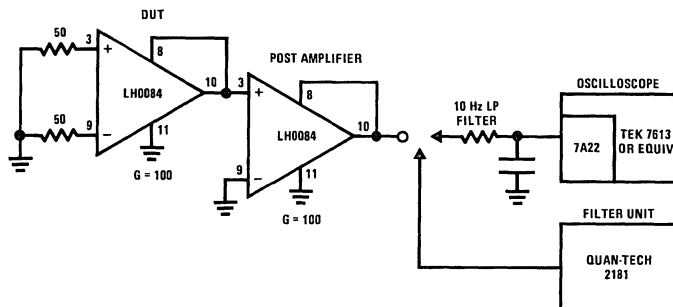 DUT
50
3
+
8
LH0084
10
50
9
−
11
G = 100
POST AMPLIFIER
3
+
8
LH0084
10
9
−
11
G = 100
10 Hz LP
FILTER
OSCILLOSCOPE
7A22
TEK 7613
OR EQUIV
FILTER UNIT
QUAN-TECH
2181